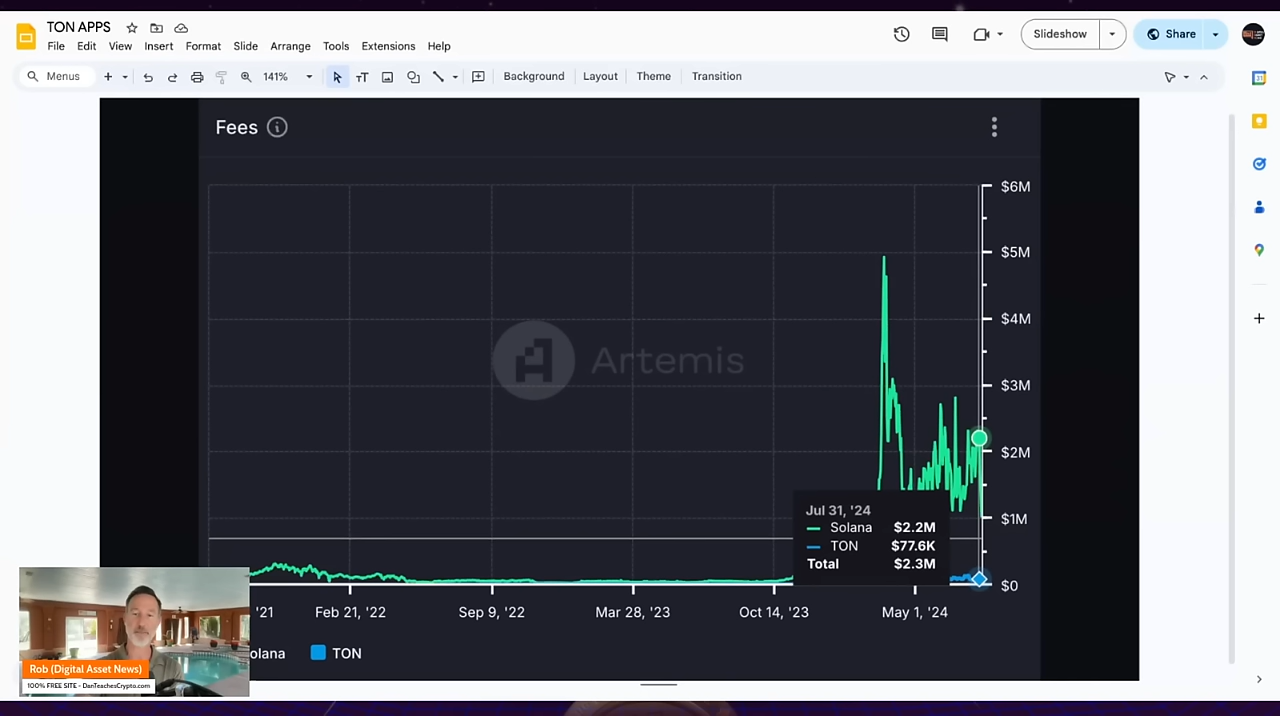 TON APPS
File Edit View Insert Format Slide Arrange Tools Extensions Help
Slideshow
Share
Menus
141%
Background Layout Theme Transition
Fees
$6M
$5M
$4M
$3M
$2M
$1M
$0
Artemis
Jul 31, '24
Solana $2.2M
TON $77.6K
Total $2.3M
'21 Feb 21, '22 Sep 9, '22 Mar 28, '23 Oct 14, '23 May 1, '24
olana TON
Rob (Digital Asset News)
100% FREE SITE - DanTeachesCrypto.com